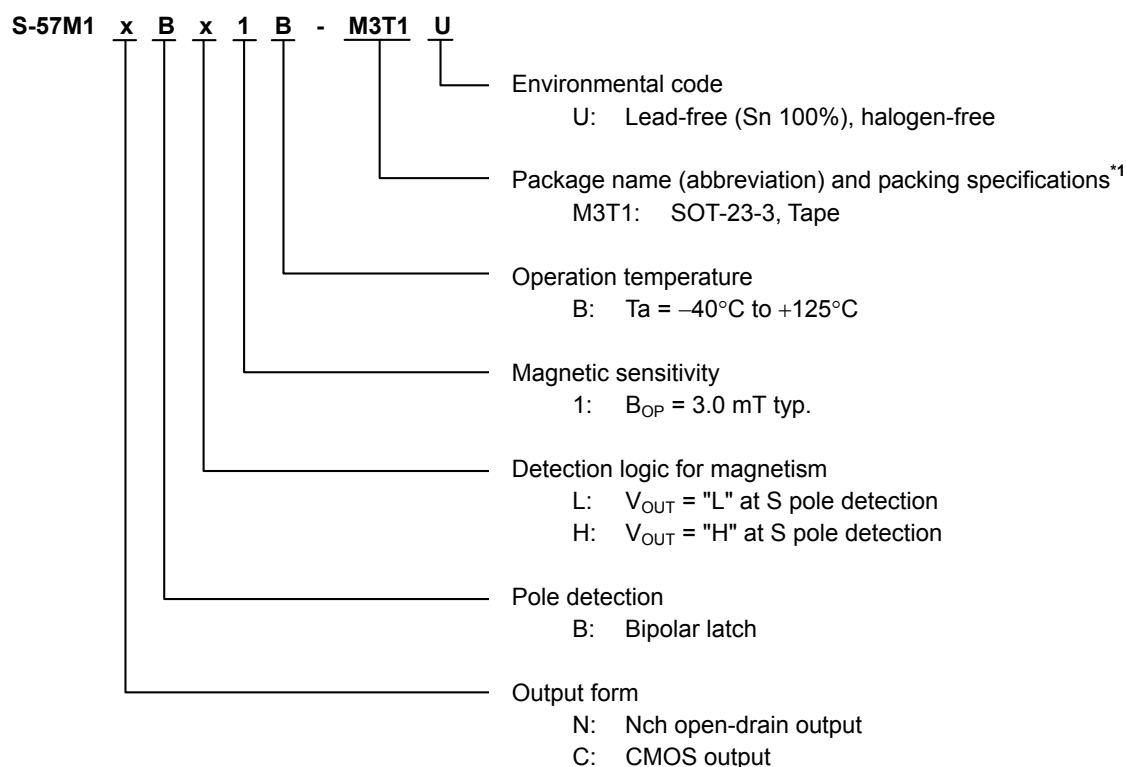 S-57M1 x B x 1 B - M3T1 U
Environmental code
U: Lead-free (Sn 100%), halogen-free
Package name (abbreviation) and packing specifications*1
M3T1: SOT-23-3, Tape
Operation temperature
B: Ta = −40°C to +125°C
Magnetic sensitivity
1: BOP = 3.0 mT typ.
Detection logic for magnetism
L: VOUT = "L" at S pole detection
H: VOUT = "H" at S pole detection
Pole detection
B: Bipolar latch
Output form
N: Nch open-drain output
C: CMOS output